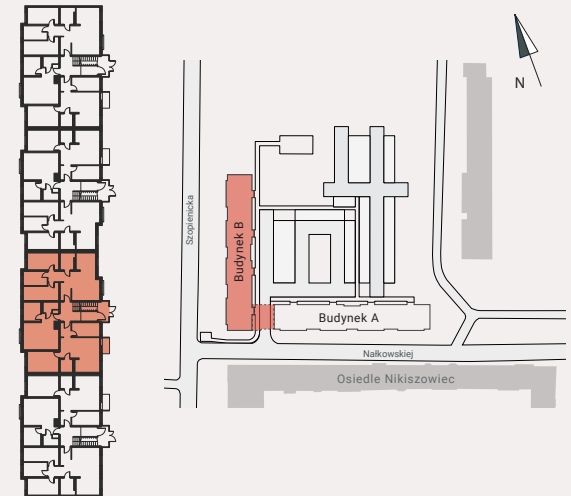 N
Szopienicka
Budynek B
Budynek A
Nałkowskiej
Osiedle Nikiszowiec